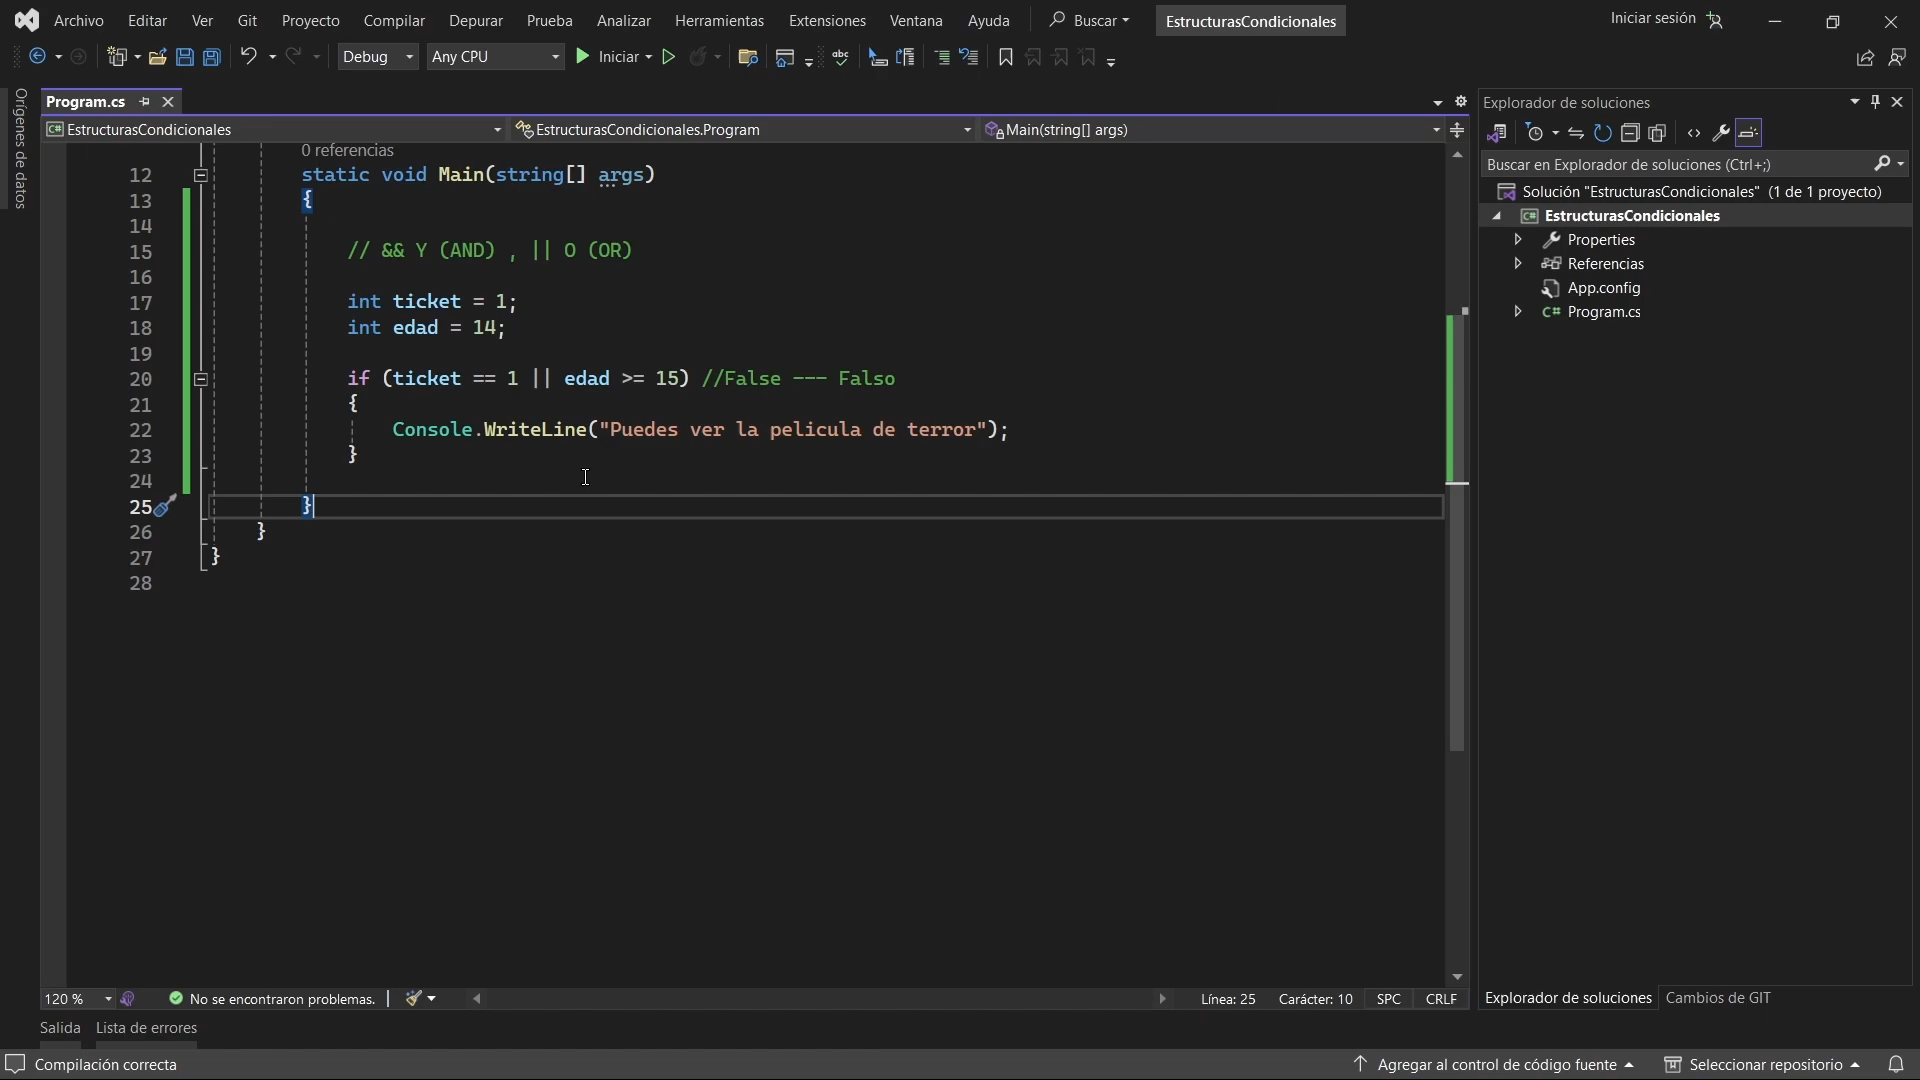 Archivo Editar Ver Git Proyecto Compilar Depurar Prueba Analizar Herramientas Extensiones Ventana Ayuda Buscar EstructurasCondicionales Iniciar sesión
Debug Any CPU Iniciar abc
Orígenes de datos
Program.cs
EstructurasCondicionales EstructurasCondicionales.Program Main(string[] args)
0 referencias
12 static void Main(string[] args)
13 {
14
15 // && Y (AND) , || O (OR)
16
17 int ticket = 1;
18 int edad = 14;
19
20 if (ticket == 1 || edad >= 15) //False --- Falso
21 {
22 Console.WriteLine("Puedes ver la pelicula de terror");
23 }
24
25 }
26 }
27 }
28
120 % No se encontraron problemas. Línea: 25 Carácter: 10 SPC CRLF
Explorador de soluciones
Buscar en Explorador de soluciones (Ctrl+;)
Solución "EstructurasCondicionales" (1 de 1 proyecto)
C# EstructurasCondicionales
Properties
Referencias
App.config
C# Program.cs
Explorador de soluciones Cambios de GIT
Salida Lista de errores
Compilación correcta Agregar al control de código fuente Seleccionar repositorio